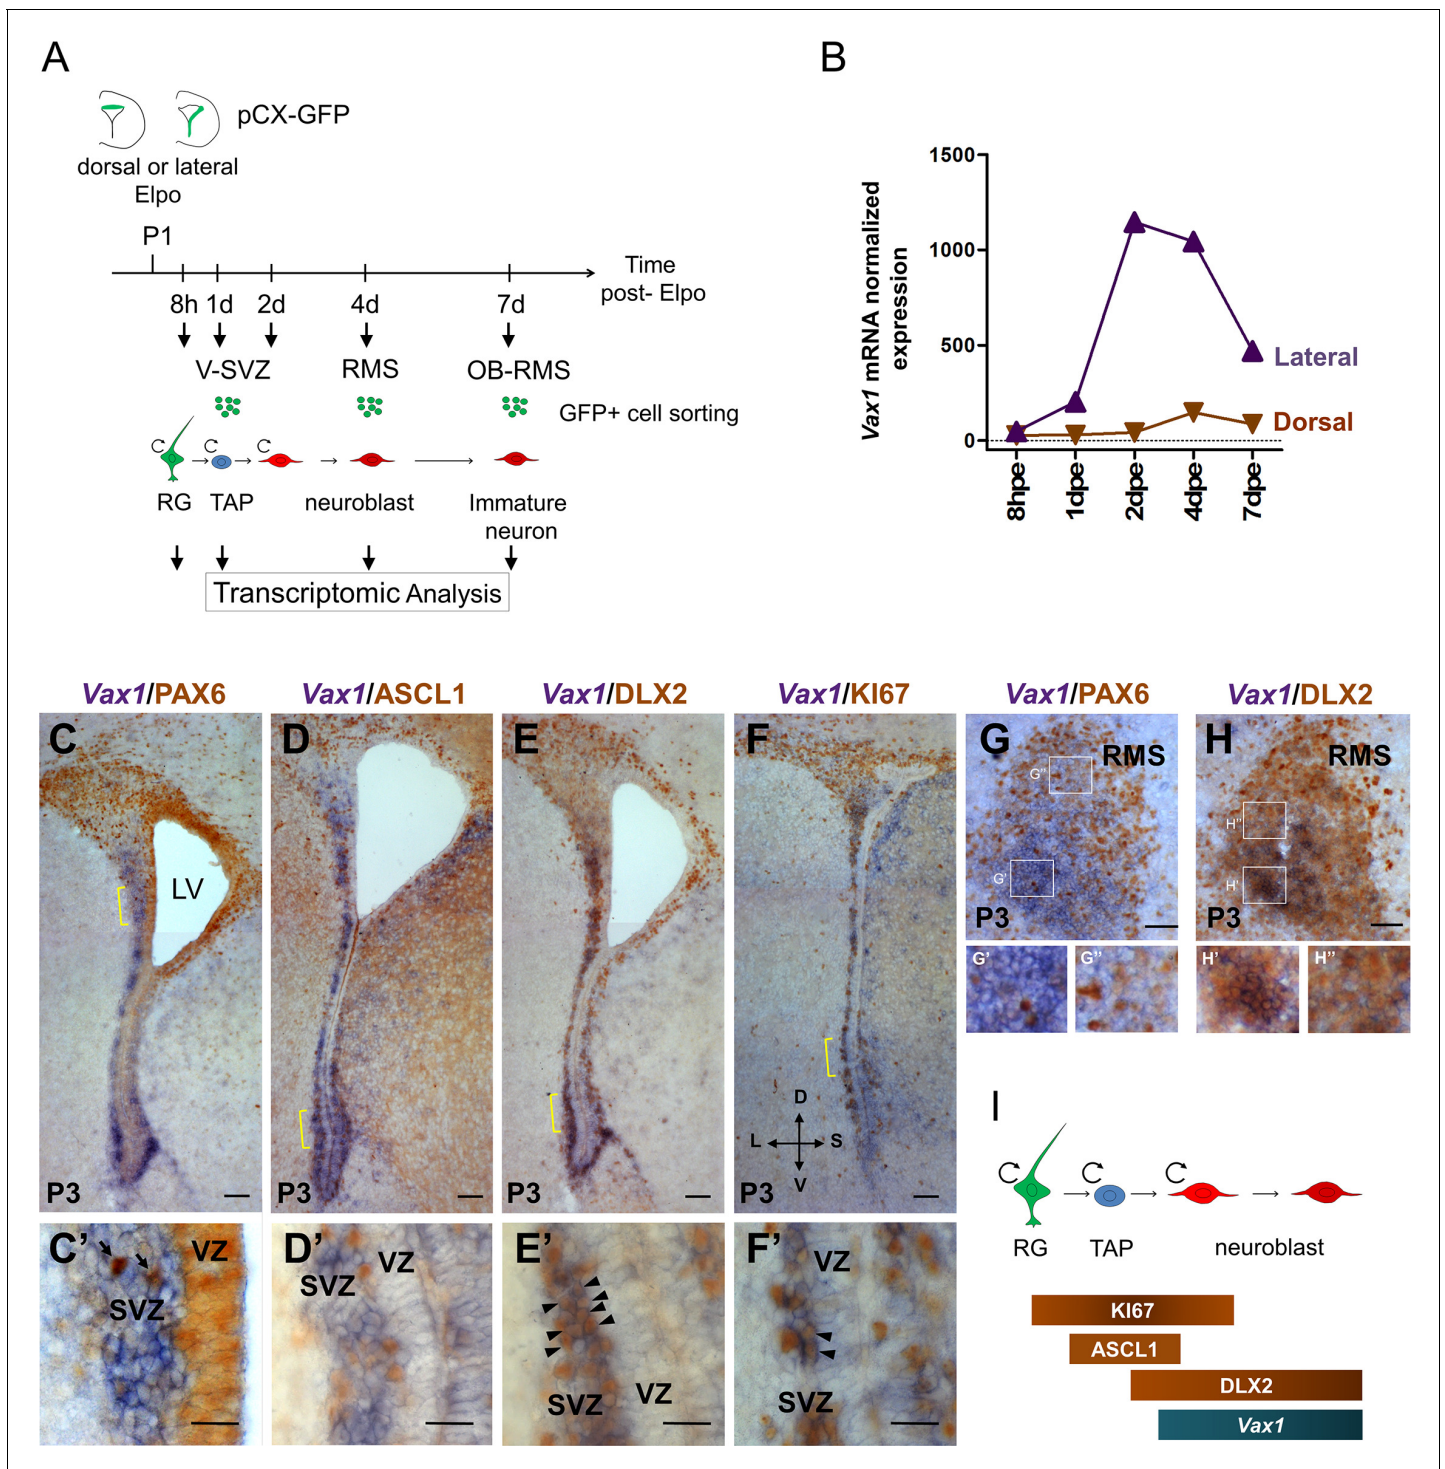 A
pCX-GFP
dorsal or lateral
Elpo
P1
Time
post- Elpo
8h 1d 2d 4d 7d
V-SVZ RMS OB-RMS
GFP+ cell sorting
RG TAP neuroblast Immature
neuron
Transcriptomic Analysis
B
Vax1 mRNA normalized
expression
1500
1000
500
0
Lateral
Dorsal
8hpe 1dpe 2dpe 4dpe 7dpe
Vax1/PAX6 Vax1/ASCL1 Vax1/DLX2 Vax1/KI67 Vax1/PAX6 Vax1/DLX2
C
LV
P3
D
P3
E
P3
F
D
L S
V
P3
G
RMS
G''
G'
P3
H
RMS
H''
H'
P3
G' G'' H' H''
C'
VZ
SVZ
D'
VZ
SVZ
E'
SVZ
VZ
F'
VZ
SVZ
I
RG TAP neuroblast
KI67
ASCL1
DLX2
Vax1